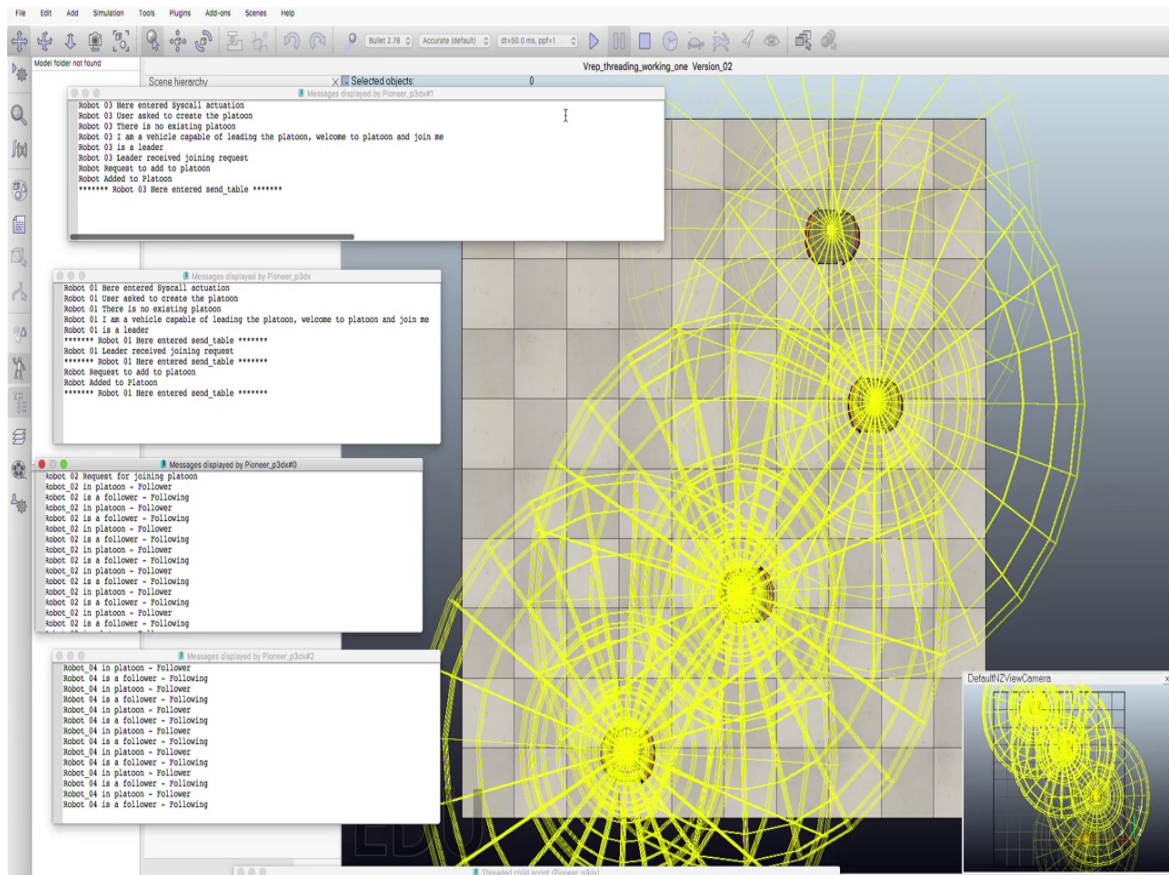 File Edit Add Simulation Tools Plugins Add-ons Scenes Help
Bullet 2.78 Accurate (default) dt=50.0 ms, ppf=1
Vrep_threading_working_one Version_02
Model folder not found
Scene hierarchy
Selected objects: 0
Messages displayed by Pioneer_p3dx#1
Robot 03 Here entered Syscall actuation
Robot 03 User asked to create the platoon
Robot 03 There is no existing platoon
Robot 03 I am a vehicle capable of leading the platoon, welcome to platoon and join me
Robot 03 is a leader
Robot 03 Leader received joining request
Robot Request to add to platoon
Robot Added to Platoon
******* Robot 03 Here entered send_table *******
Messages displayed by Pioneer_p3dx
Robot 01 Here entered Syscall actuation
Robot 01 User asked to create the platoon
Robot 01 There is no existing platoon
Robot 01 I am a vehicle capable of leading the platoon, welcome to platoon and join me
Robot 01 is a leader
******* Robot 01 Here entered send_table *******
Robot 01 Leader received joining request
******* Robot 01 Here entered send_table *******
Robot Request to add to platoon
Robot Added to Platoon
******* Robot 01 Here entered send_table *******
Messages displayed by Pioneer_p3dx#0
Robot 02 Request for joining platoon
Robot_02 in platoon - Follower
Robot 02 is a follower - Following
Robot_02 in platoon - Follower
Robot 02 is a follower - Following
Robot_02 in platoon - Follower
Robot 02 is a follower - Following
Robot_02 in platoon - Follower
Robot 02 is a follower - Following
Robot_02 in platoon - Follower
Robot 02 is a follower - Following
Robot_02 in platoon - Follower
Robot 02 is a follower - Following
Robot_02 in platoon - Follower
Robot 02 is a follower - Following
Messages displayed by Pioneer_p3dx#2
Robot_04 in platoon - Follower
Robot 04 is a follower - Following
Robot_04 in platoon - Follower
Robot 04 is a follower - Following
Robot_04 in platoon - Follower
Robot 04 is a follower - Following
Robot_04 in platoon - Follower
Robot 04 is a follower - Following
Robot_04 in platoon - Follower
Robot 04 is a follower - Following
Robot_04 in platoon - Follower
Robot 04 is a follower - Following
Robot_04 in platoon - Follower
Robot 04 is a follower - Following
DefaultNZViewCamera
EDU
Threaded child script (Pioneer_p3dx)